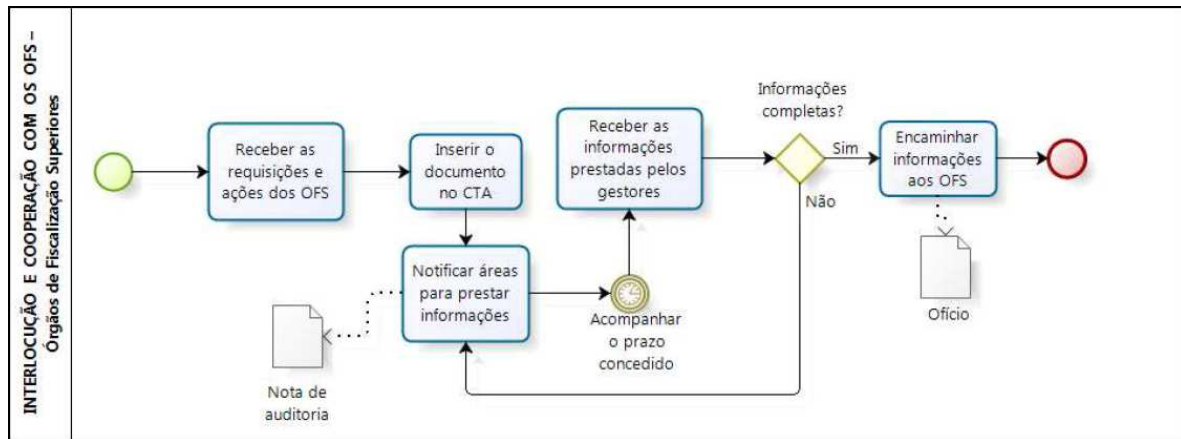 INTERLOCUÇÃO E COOPERAÇÃO COM OS OFS –
Órgãos de Fiscalização Superiores
Receber as
requisições e
ações dos OFS
Inserir o
documento
no CTA
Notificar áreas
para prestar
informações
Nota de
auditoria
Acompanhar
o prazo
concedido
Receber as
informações
prestadas pelos
gestores
Informações
completas?
Sim
Não
Encaminhar
informações
aos OFS
Ofício